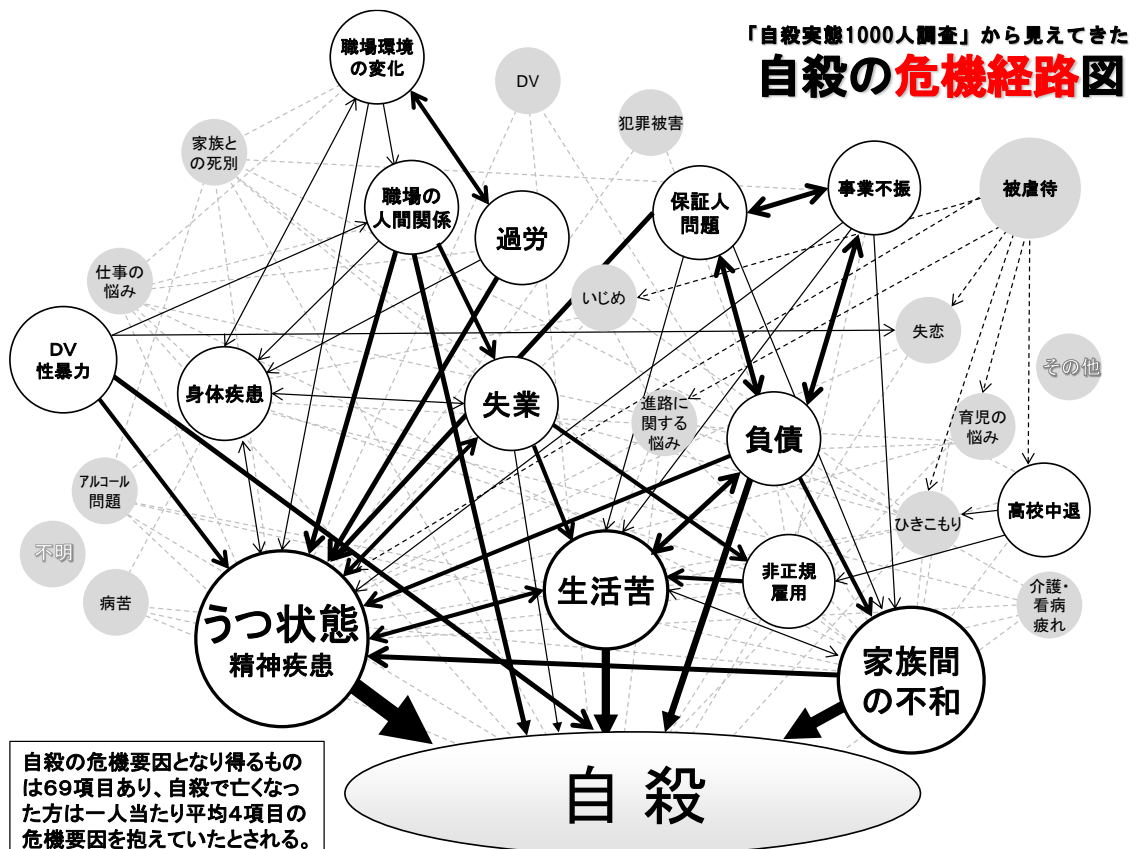 「自殺実態1000人調査」から見えてきた
自殺の危機経路図
職場環境
の変化
DV
犯罪被害
家族と
の死別
職場の
人間関係
過労
保証人
問題
事業不振
被虐待
仕事の
悩み
いじめ
失恋
DV
性暴力
その他
身体疾患
失業
進路に
関する
悩み
負債
育児の
悩み
アルコール
問題
ひきこもり
高校中退
不明
病苦
うつ状態
精神疾患
生活苦
非正規
雇用
介護・
看病
疲れ
家族間
の不和
自殺の危機要因となり得るもの
は69項目あり、自殺で亡くなっ
た方は一人当たり平均4項目の
危機要因を抱えていたとされる。
自 殺